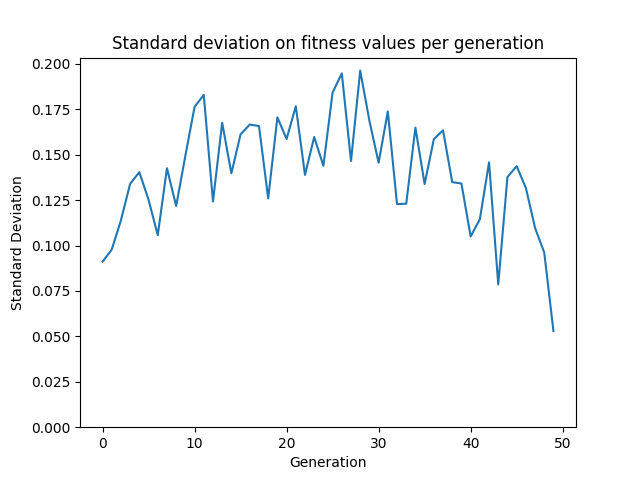 Standard deviation on fitness values per generation
0.200
0.175
0.150
0.125
0.100
0.075
0.050
0.025
0.000
Standard Deviation
0 10 20 30 40 50
Generation